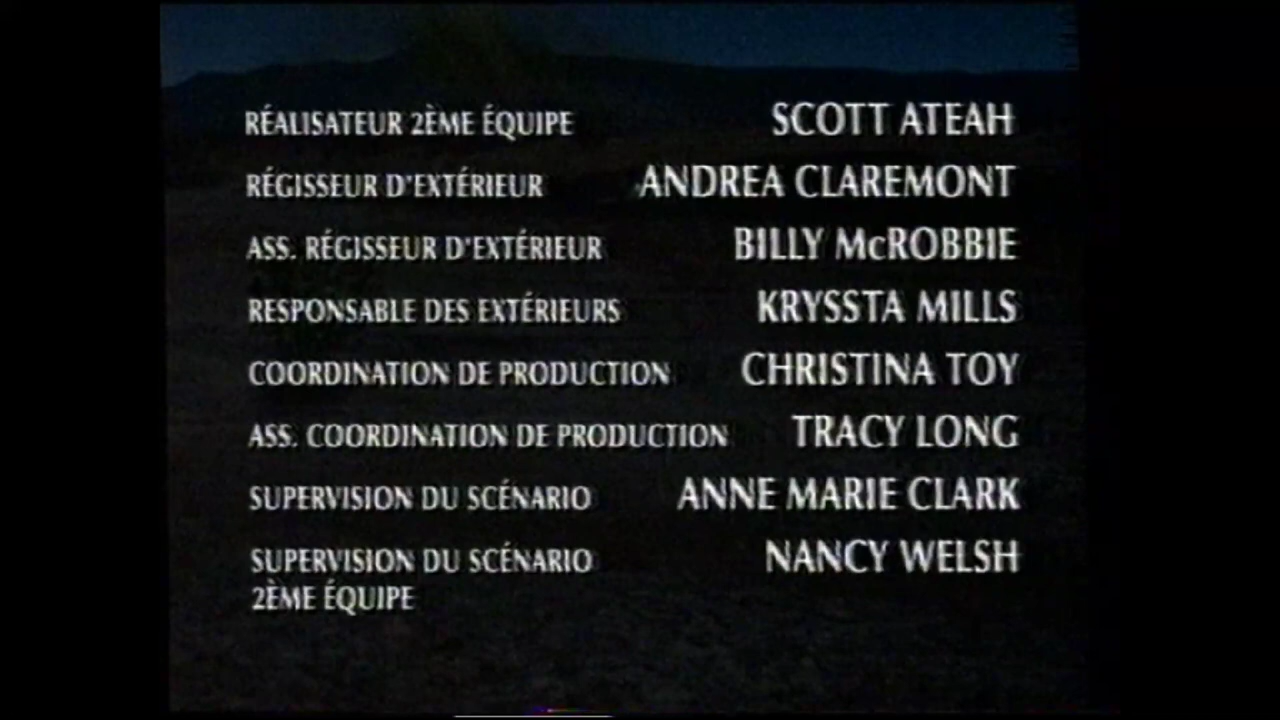 RÉALISATEUR 2ÈME ÉQUIPE SCOTT ATEAH
RÉGISSEUR D'EXTÉRIEUR ANDREA CLAREMONT
ASS. RÉGISSEUR D'EXTÉRIEUR BILLY McROBBIE
RESPONSABLE DES EXTÉRIEURS KRYSSTA MILLS
COORDINATION DE PRODUCTION CHRISTINA TOY
ASS. COORDINATION DE PRODUCTION TRACY LONG
SUPERVISION DU SCÉNARIO ANNE MARIE CLARK
SUPERVISION DU SCÉNARIO NANCY WELSH
2ÈME ÉQUIPE